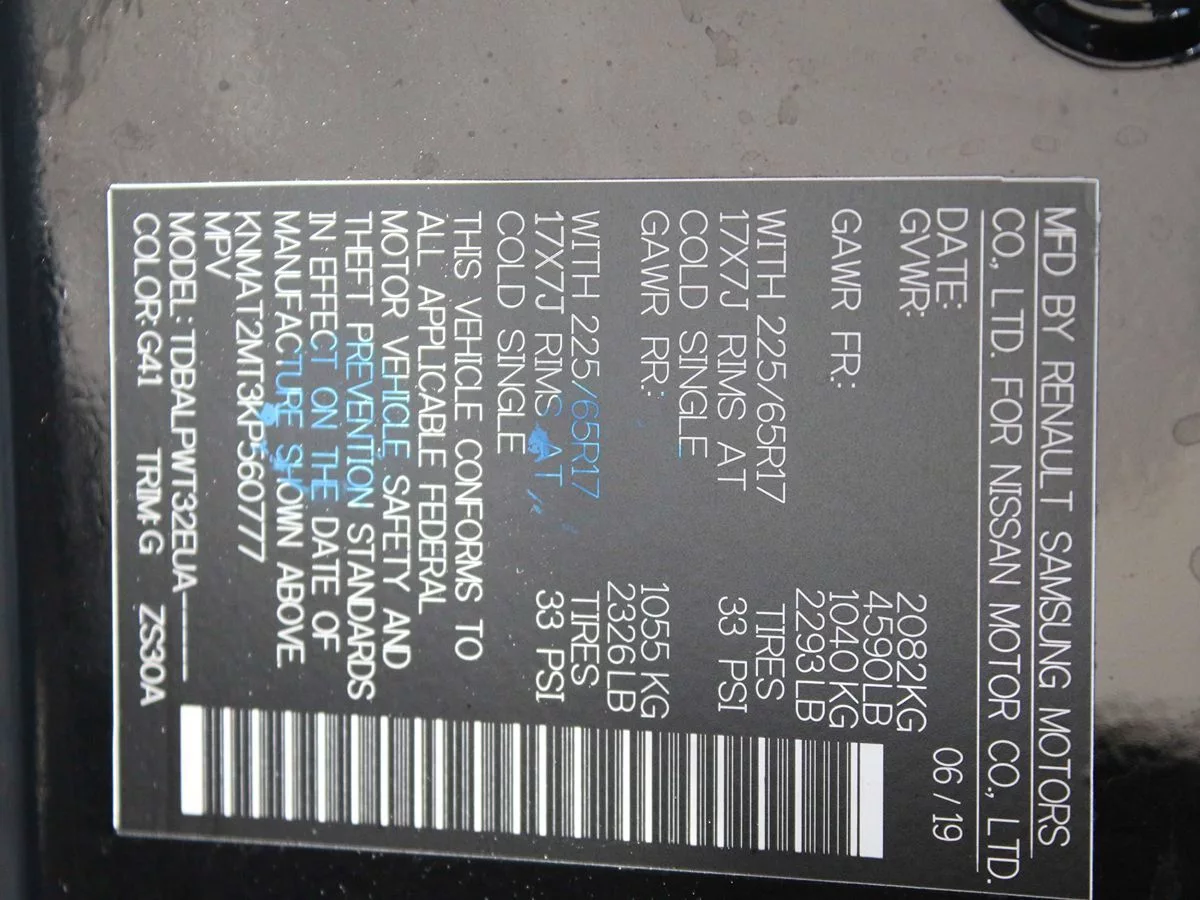 MFD BY RENAULT SAMSUNG MOTORS
CO., LTD. FOR NISSAN MOTOR CO., LTD.
DATE: 06 / 19
GVWR: 2082KG
4590LB
GAWR FR: 1040KG
2293LB
WITH 225/65R17 TIRES
17X7J RIMS AT 33 PSI
COLD SINGLE
GAWR RR: 1055KG
2326LB
WITH 225/65R17 TIRES
17X7J RIMS AT 33 PSI
COLD SINGLE
THIS VEHICLE CONFORMS TO
ALL APPLICABLE FEDERAL
MOTOR VEHICLE SAFETY AND
THEFT PREVENTION STANDARDS
IN EFFECT ON THE DATE OF
MANUFACTURE SHOWN ABOVE
KNMAT2MT3KP560777
MPV
MODEL: TDBALPWT32EUA-----
COLOR: G41 TRIM: G ZS30A